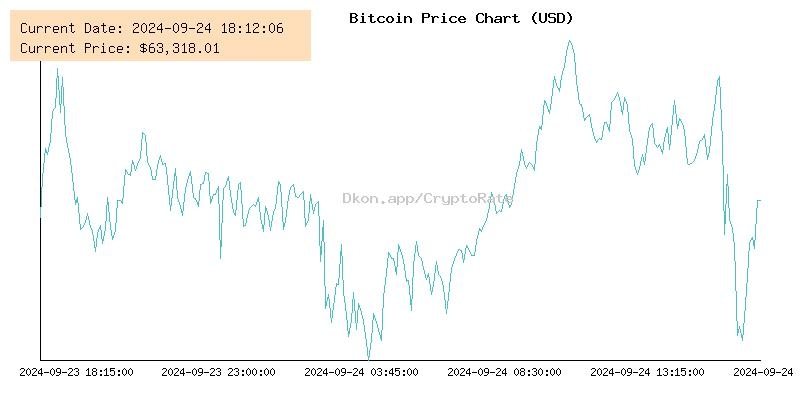 Bitcoin Price Chart (USD)
Current Date: 2024-09-24 18:12:06
Current Price: $63,318.01
Dkon.app/CryptoRate
2024-09-23 18:15:00 2024-09-23 23:00:00 2024-09-24 03:45:00 2024-09-24 08:30:00 2024-09-24 13:15:00 2024-09-24